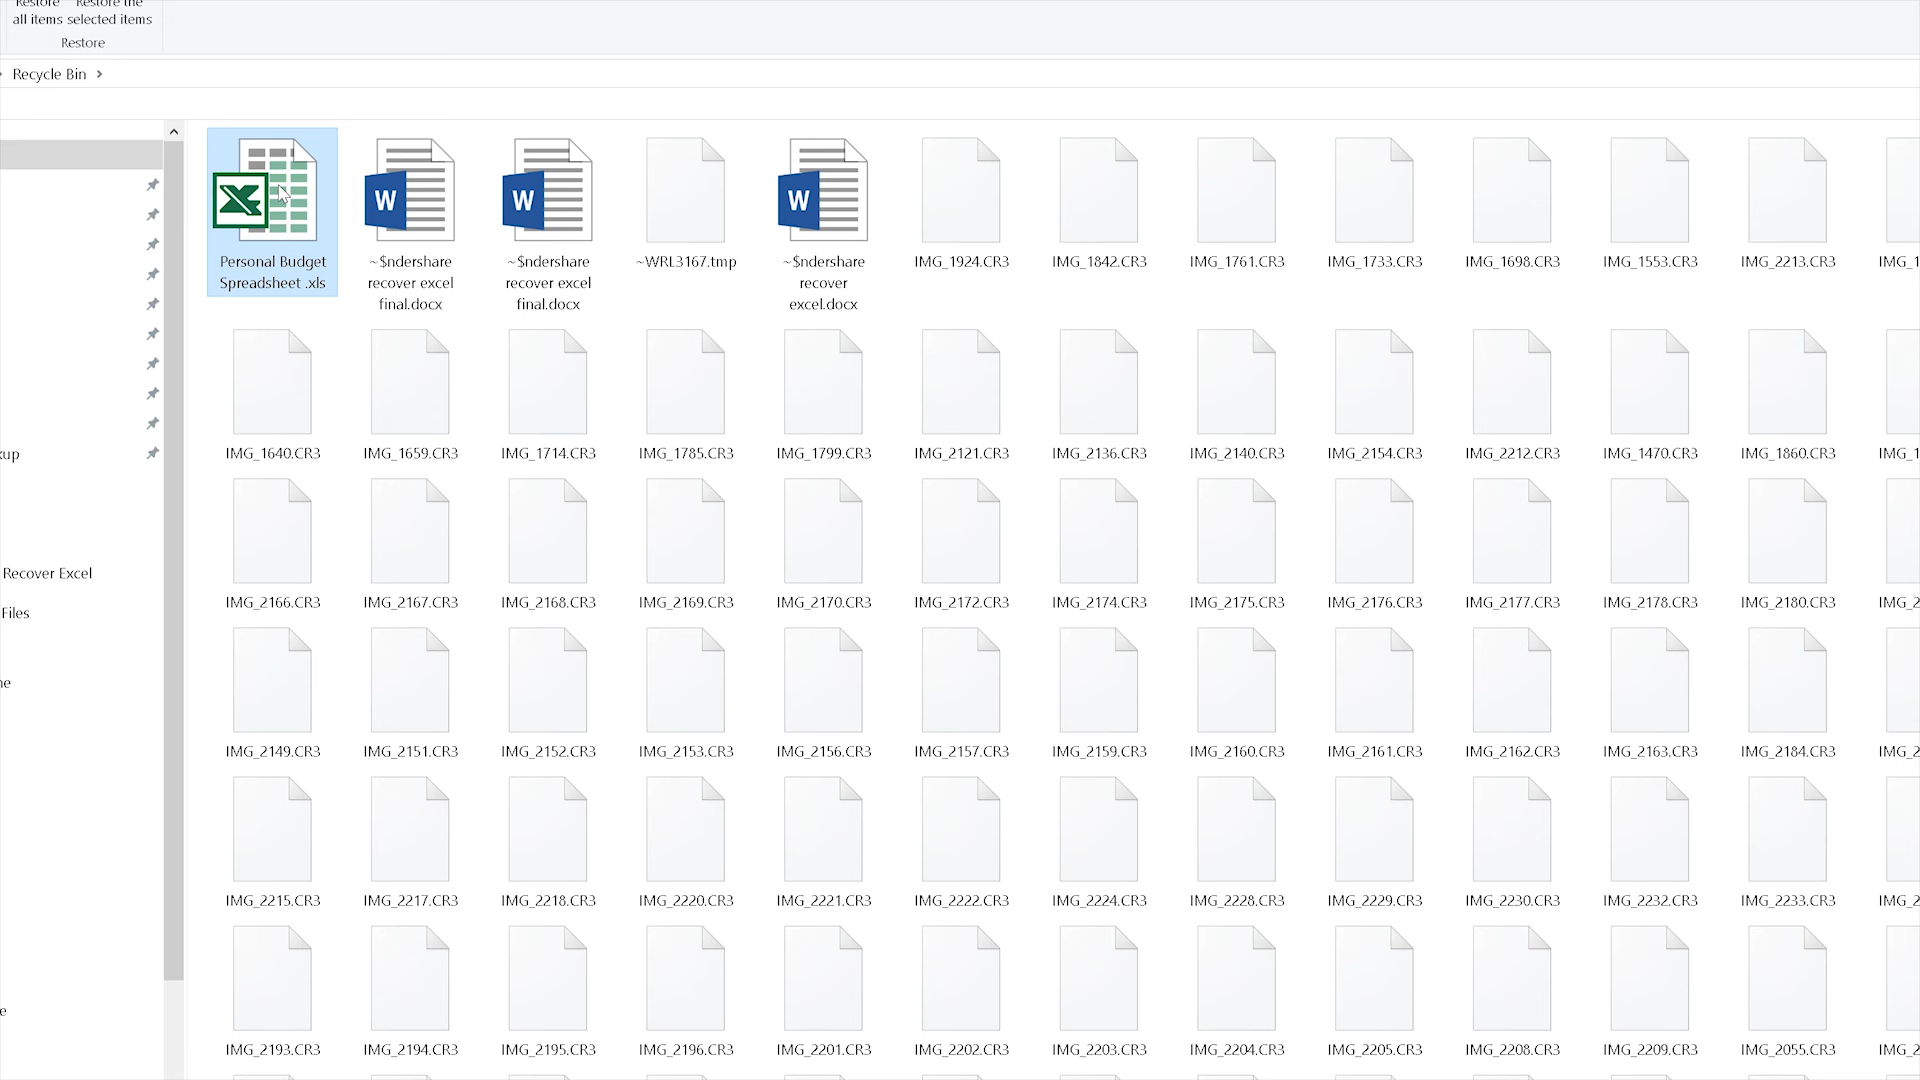 Restore Restore the
all items selected items
Restore
Recycle Bin
Personal Budget
Spreadsheet .xls
~$ndershare
recover excel
final.docx
~$ndershare
recover excel
final.docx
~WRL3167.tmp
~$ndershare
recover
excel.docx
IMG_1924.CR3 IMG_1842.CR3 IMG_1761.CR3 IMG_1733.CR3 IMG_1698.CR3 IMG_1553.CR3 IMG_2213.CR3 IMG_1
IMG_1640.CR3 IMG_1659.CR3 IMG_1714.CR3 IMG_1785.CR3 IMG_1799.CR3 IMG_2121.CR3 IMG_2136.CR3 IMG_2140.CR3 IMG_2154.CR3 IMG_2212.CR3 IMG_1470.CR3 IMG_1860.CR3 IMG_1
kup
Recover Excel
IMG_2166.CR3 IMG_2167.CR3 IMG_2168.CR3 IMG_2169.CR3 IMG_2170.CR3 IMG_2172.CR3 IMG_2174.CR3 IMG_2175.CR3 IMG_2176.CR3 IMG_2177.CR3 IMG_2178.CR3 IMG_2180.CR3 IMG_2
Files
ne
IMG_2149.CR3 IMG_2151.CR3 IMG_2152.CR3 IMG_2153.CR3 IMG_2156.CR3 IMG_2157.CR3 IMG_2159.CR3 IMG_2160.CR3 IMG_2161.CR3 IMG_2162.CR3 IMG_2163.CR3 IMG_2184.CR3 IMG_2
IMG_2215.CR3 IMG_2217.CR3 IMG_2218.CR3 IMG_2220.CR3 IMG_2221.CR3 IMG_2222.CR3 IMG_2224.CR3 IMG_2228.CR3 IMG_2229.CR3 IMG_2230.CR3 IMG_2232.CR3 IMG_2233.CR3 IMG_2
e
IMG_2193.CR3 IMG_2194.CR3 IMG_2195.CR3 IMG_2196.CR3 IMG_2201.CR3 IMG_2202.CR3 IMG_2203.CR3 IMG_2204.CR3 IMG_2205.CR3 IMG_2208.CR3 IMG_2209.CR3 IMG_2055.CR3 IMG_2